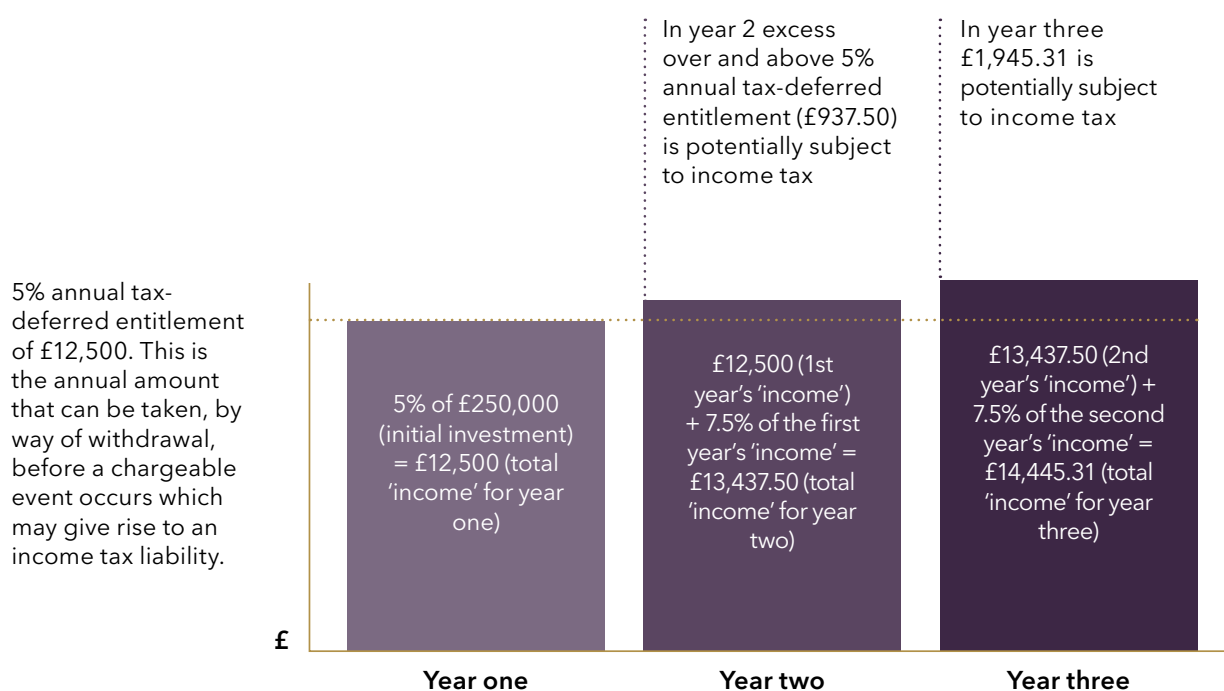 In year 2 excess
over and above 5%
annual tax-deferred
entitlement (£937.50)
is potentially subject
to income tax
In year three
£1,945.31 is
potentially subject
to income tax
5% annual tax-
deferred entitlement
of £12,500. This is
the annual amount
that can be taken, by
way of withdrawal,
before a chargeable
event occurs which
may give rise to an
income tax liability.
5% of £250,000
(initial investment)
= £12,500 (total
‘income’ for year
one)
£12,500 (1st
year’s ‘income’)
+ 7.5% of the first
year’s ‘income’ =
£13,437.50 (total
‘income’ for year
two)
£13,437.50 (2nd
year’s ‘income’) +
7.5% of the second
year’s ‘income’ =
£14,445.31 (total
‘income’ for year
three)
£
Year one
Year two
Year three